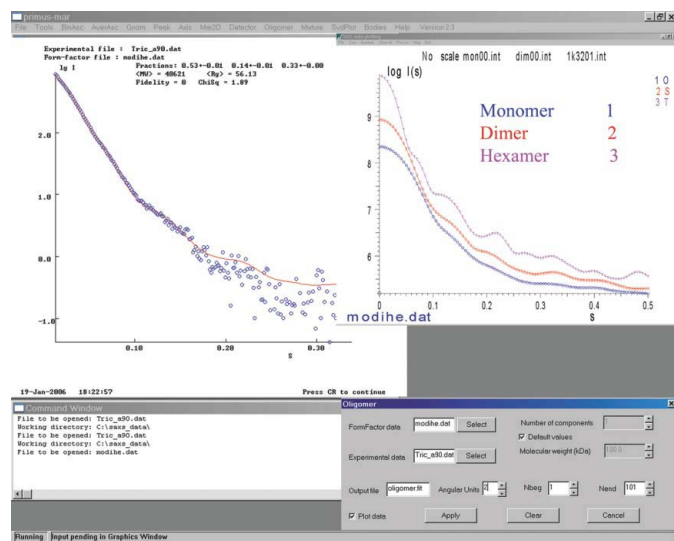 primus-mar
File Tools BinAsc AverAsc Gnom Peak Axis Mar2D Detector Oligomer Mixture SvdPlot Bodies Help Version 2.3
Experimental file : Tric_a90.dat
Form-factor file : modihe.dat
lg I
Fractions: 0.53+-0.01 0.14+-0.01 0.33+-0.00
<MW> = 48621 <Rg> = 56.13
Fidelity = 0 ChiSq = 1.89
2.0
1.0
0.0
-1.0
0.10
0.20
0.30
s
19-Jan-2006 18:22:57
Press CR to continue
No scale mon00.int dim00.int 1k3201.int
log I(s)
1 O
2 S
3 T
Monomer 1
Dimer 2
Hexamer 3
9
8
7
6
0
0.1
0.2
0.3
0.4
0.5
s
modihe.dat
Command Window
File to be opened: Tric_a90.dat
Working directory: C:\saxs_data\
File to be opened: Tric_a90.dat
Working directory: C:\saxs_data\
File to be opened: modihe.dat
Oligomer
FormFactor data modihe.dat Select
Number of components
Default values
Experimental data Tric_a90.dat Select
Molecular weight (kDa) 100.0
Output file oligomer.fit Angular Units 2 Nbeg 1 Nend 101
Plot data Apply Clear Cancel
Running Input pending in Graphics Window